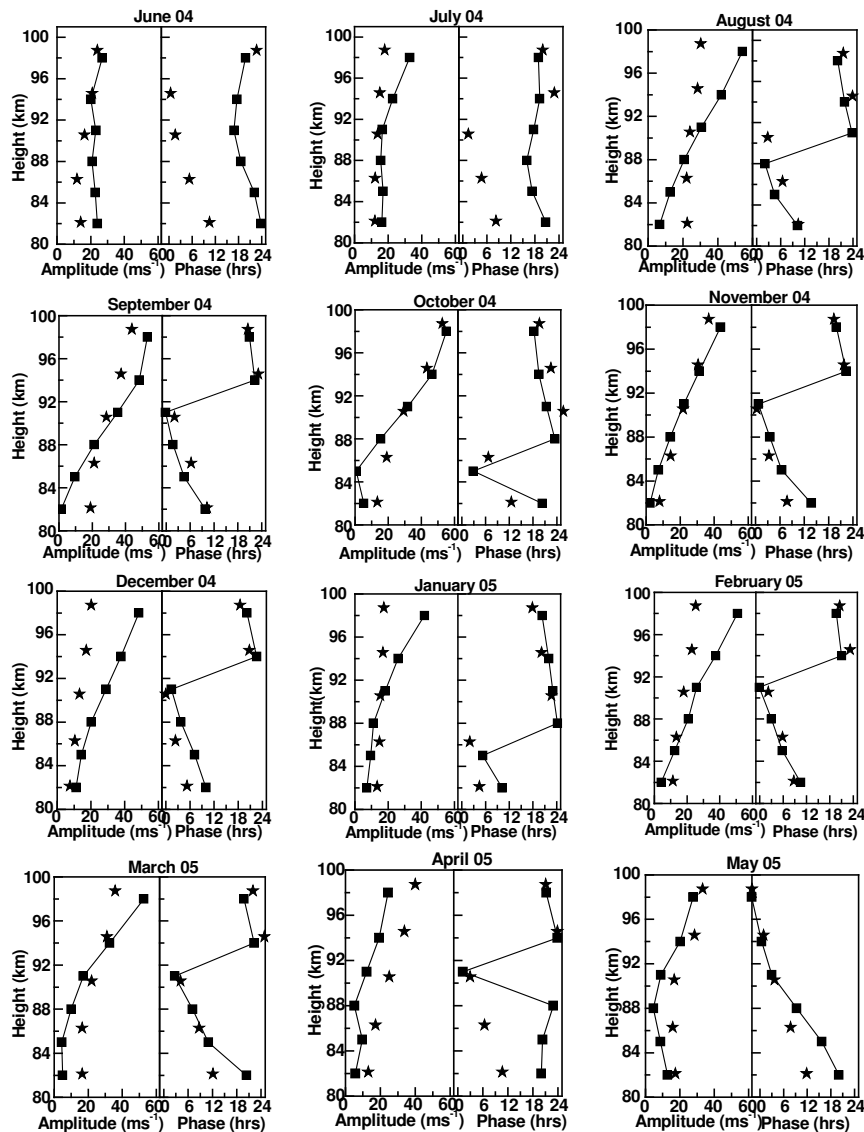 June 04
July 04
August 04
100
96
92
88
84
80
Height (km)
0 20 40 60 0 6 12 18 24
Amplitude (ms-1) Phase (hrs)
100
96
92
88
84
80
Height (km)
0 20 40 60 0 6 12 18 24
Amplitude (ms-1) Phase (hrs)
100
96
92
88
84
80
Height (km)
0 20 40 60 0 6 12 18 24
Amplitude (ms-1) Phase (hrs)
September 04
October 04
November 04
100
96
92
88
84
80
Height (km)
0 20 40 60 0 6 12 18 24
Amplitude (ms-1) Phase (hrs)
100
96
92
88
84
80
Height (km)
0 20 40 60 0 6 12 18 24
Amplitude (ms-1) Phase (hrs)
100
96
92
88
84
80
Height (km)
0 20 40 60 0 6 12 18 24
Amplitude (ms-1) Phase (hrs)
December 04
January 05
February 05
100
96
92
88
84
80
Height (km)
0 20 40 60 0 6 12 18 24
Amplitude (ms-1) Phase (hrs)
100
96
92
88
84
80
Height(km)
0 20 40 60 0 6 12 18 24
Amplitude (ms-1) Phase (hrs)
100
96
92
88
84
80
Height (km)
0 20 40 60 0 6 12 18 24
Amplitude (ms-1) Phase (hrs)
March 05
April 05
May 05
100
96
92
88
84
80
Height (km)
0 20 40 60 0 6 12 18 24
Amplitude (ms-1) Phase (hrs)
100
96
92
88
84
80
Height (km)
0 20 40 60 0 6 12 18 24
Amplitude (ms-1) Phase (hrs)
100
96
92
88
84
80
Height (km)
0 20 40 60 0 6 12 18 24
Amplitude (ms-1) Phase (hrs)